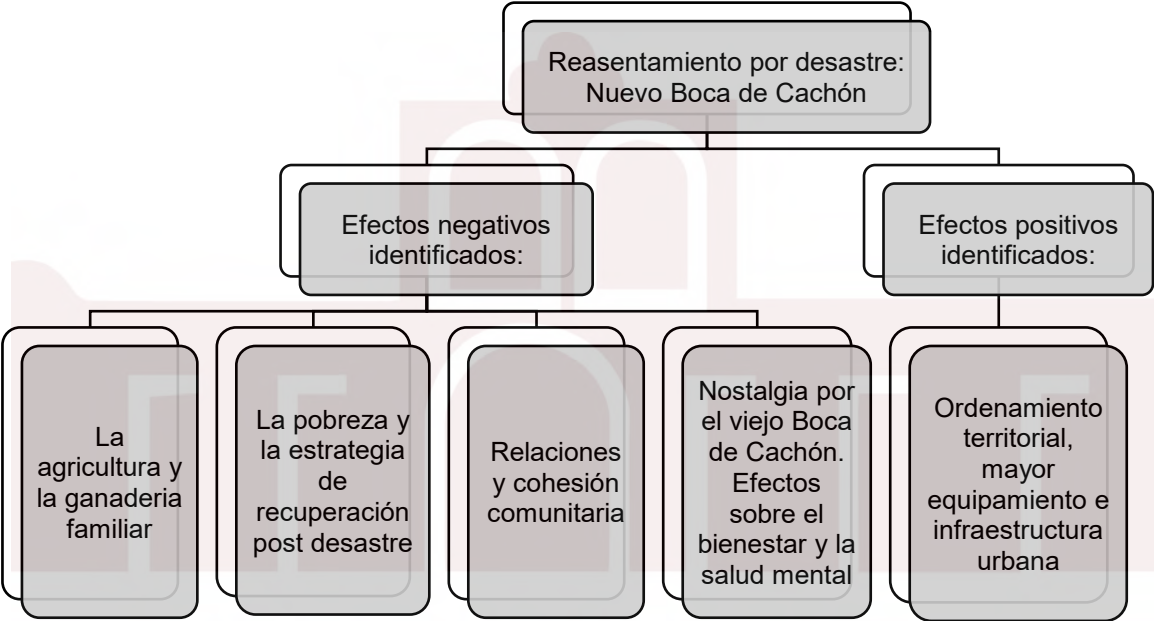 Reasentamiento por desastre:
Nuevo Boca de Cachón
Efectos negativos
identificados:
Efectos positivos
identificados:
La
agricultura y
la ganaderia
familiar
La pobreza y
la estrategia
de
recuperación
post desastre
Relaciones
y cohesión
comunitaria
Nostalgia por
el viejo Boca
de Cachón.
Efectos
sobre el
bienestar y la
salud mental
Ordenamiento
territorial,
mayor
equipamiento e
infraestructura
urbana